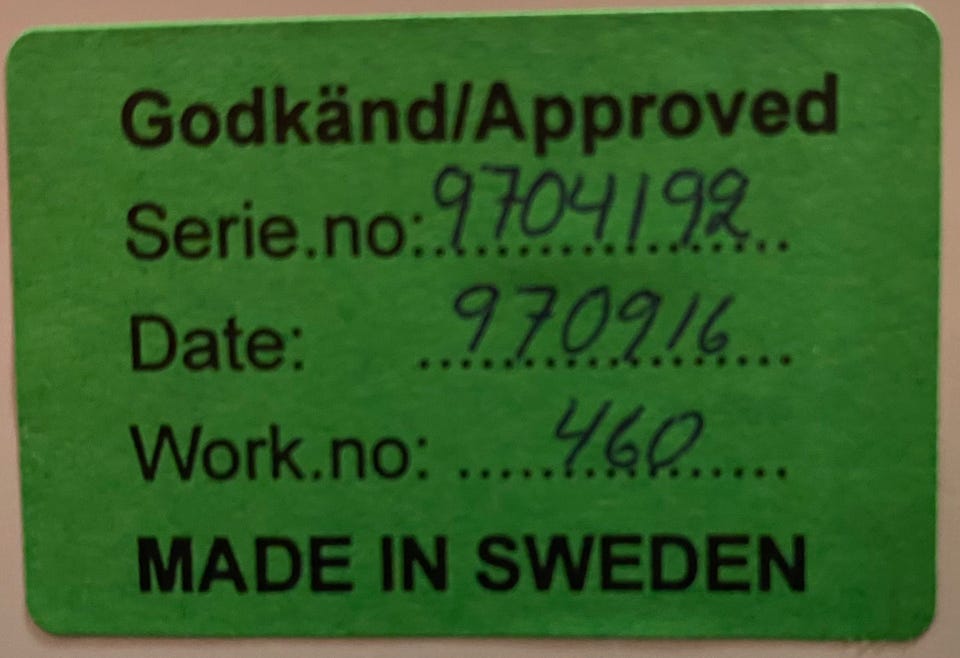 Godkänd/Approved
Serie.no: 9704192
Date: 970916
Work.no: 460
MADE IN SWEDEN